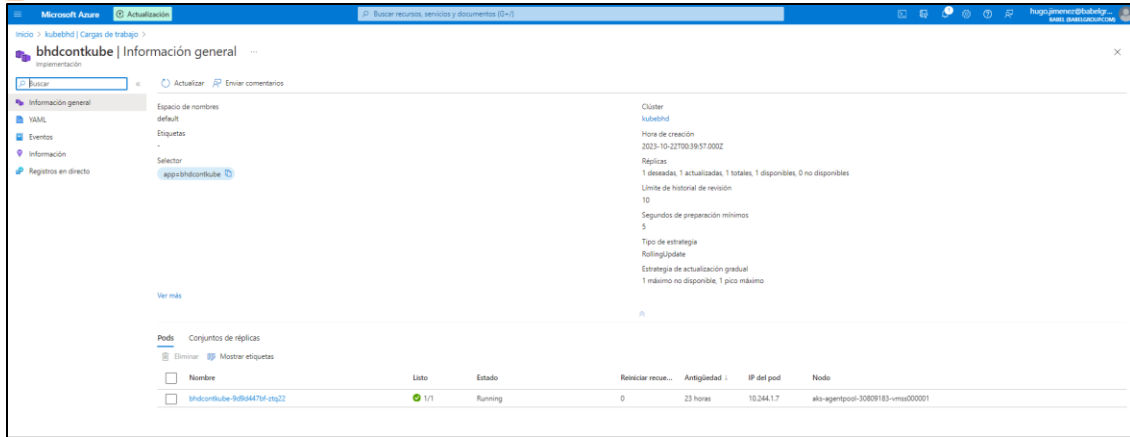 Microsoft Azure
Actualización
Buscar recursos, servicios y documentos (G+/)
1
hugo.jimenez@babelgr...
BABEL (BABELGROUP.COM)
Inicio > kubebhd | Cargas de trabajo >
bhdcontkube | Información general ...
Implementación
Buscar
Actualizar Enviar comentarios
Información general
YAML
Eventos
Información
Registros en directo
Espacio de nombres
default
Etiquetas
-
Selector
app=bhdcontkube
Ver más
Clúster
kubebhd
Hora de creación
2023-10-22T00:39:57.000Z
Réplicas
1 deseadas, 1 actualizadas, 1 totales, 1 disponibles, 0 no disponibles
Límite de historial de revisión
10
Segundos de preparación mínimos
5
Tipo de estrategia
RollingUpdate
Estrategia de actualización gradual
1 máximo no disponible, 1 pico máximo
Pods Conjuntos de réplicas
Eliminar Mostrar etiquetas
Nombre Listo Estado Reiniciar recue... Antigüedad ↓ IP del pod Nodo
bhdcontkube-9d9d447bf-ztq22 1/1 Running 0 23 horas 10.244.1.7 aks-agentpool-30809183-vmss000001